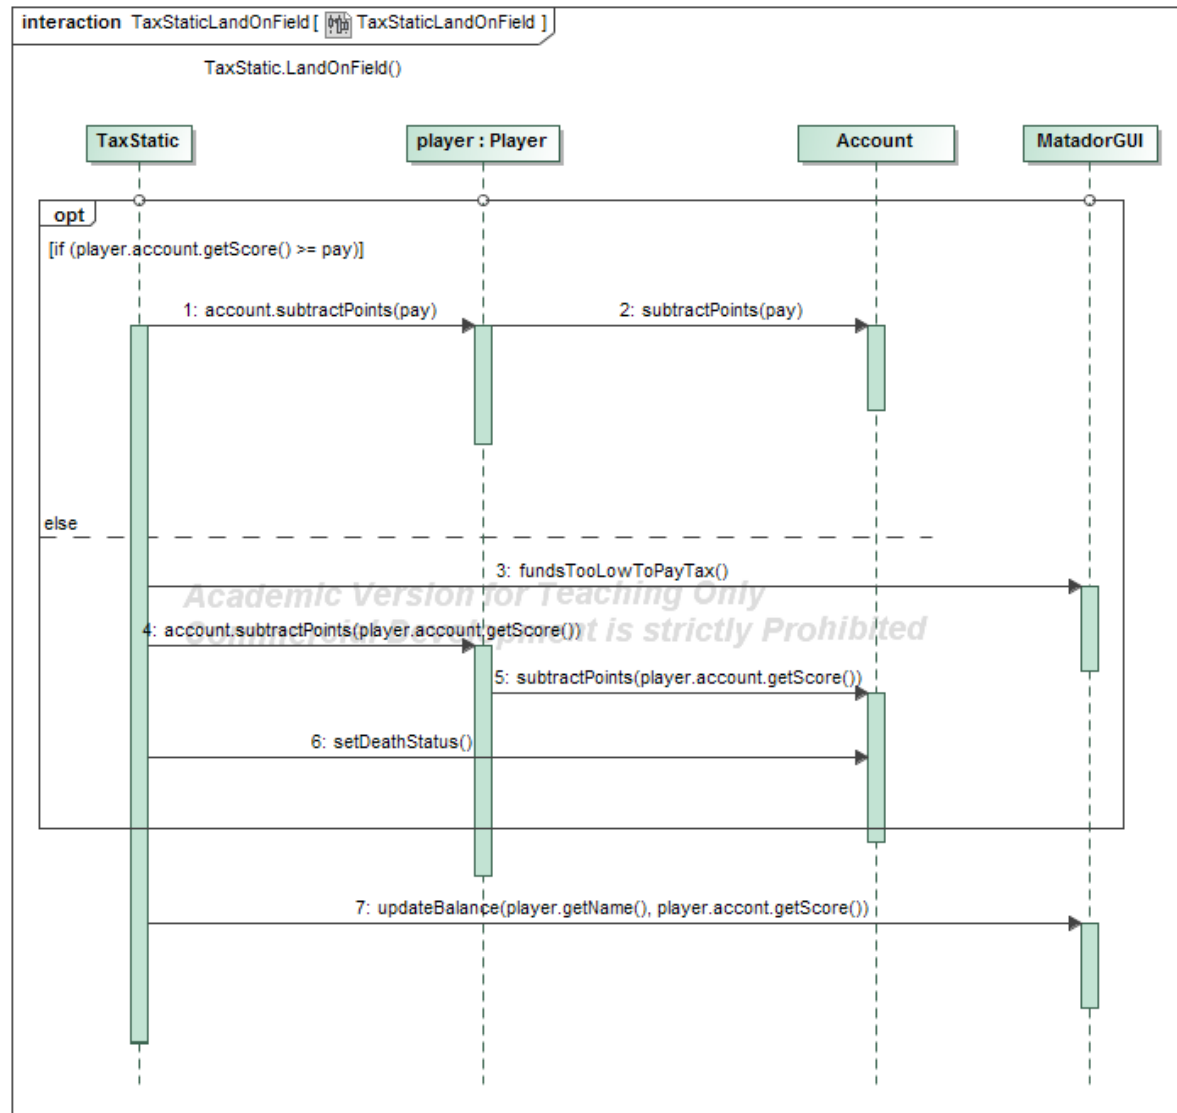 interaction TaxStaticLandOnField [ TaxStaticLandOnField ]
TaxStatic.LandOnField()
TaxStatic
player : Player
Account
MatadorGUI
opt
[if (player.account.getScore() >= pay)]
1: account.subtractPoints(pay)
2: subtractPoints(pay)
else
3: fundsTooLowToPayTax()
Academic Version for Teaching Only
4: account.subtractPoints(player.account.getScore())
Commercial Development is strictly Prohibited
5: subtractPoints(player.account.getScore())
6: setDeathStatus()
7: updateBalance(player.getName(), player.accont.getScore())